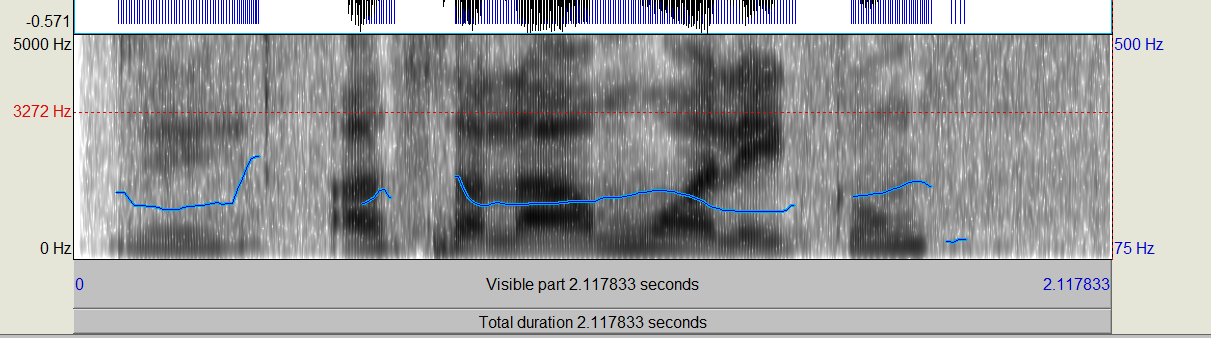 -0.571
5000 Hz
500 Hz
3272 Hz
0 Hz
75 Hz
0
Visible part 2.117833 seconds
2.117833
Total duration 2.117833 seconds